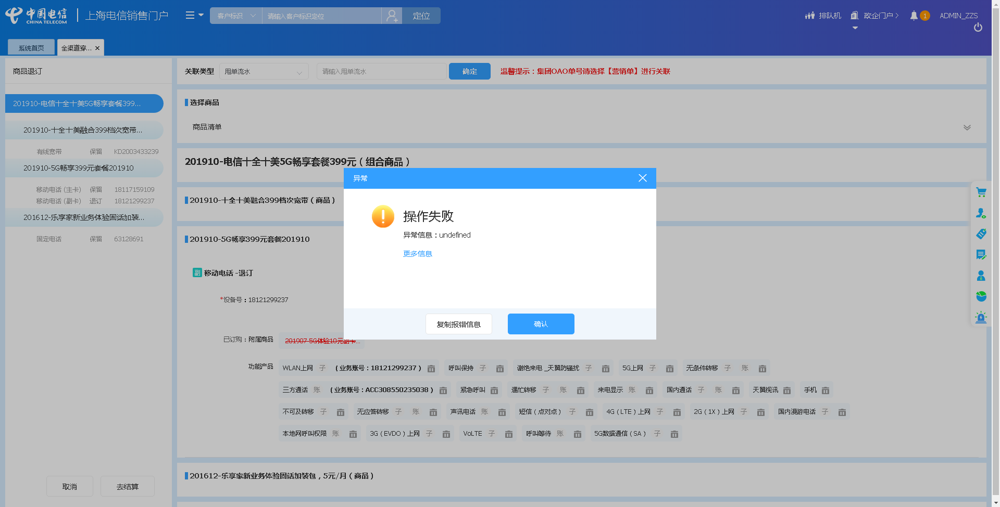 中国电信
CHINA TELECOM
上海电信销售门户
客户标识
请输入客户标识定位
定位
排队机
政企门户
1
ADMIN_ZZS
系统首页
全渠道穿...
商品退订
201910-电信十全十美5G畅享套餐399...
201910-十全十美融合399档次宽带...
有线宽带 保留 KD2003433239
201910-5G畅享399元套餐201910
移动电话 (主卡) 保留 18117159109
移动电话 (副卡) 退订 18121299237
201612-乐享家新业务体验固话加装...
固定电话 保留 63128691
取消
去结算
关联类型
甩单流水
请输入甩单流水
确定
温馨提示：集团OAO单号请选择【营销单】进行关联
选择商品
商品清单
201910-电信十全十美5G畅享套餐399元（组合商品）
201910-十全十美融合399档次宽带（商品）
201910-5G畅享399元套餐201910
副 移动电话 -退订
*设备号：18121299237
已订购：附属商品 201907-5G体验10元副卡...
功能产品 WLAN上网 子 （业务账号：18121299237） 呼叫保持 子 谢绝来电_天翼防骚扰 子 5G上网 子 无条件转移 子 账
三方通话 账 （业务账号：ACC308550235038） 紧急呼叫 遇忙转移 子 账 来电显示 账 国内通话 子 账 天翼视讯 手机
不可及转移 子 无应答转移 子 账 声讯电话 账 短信（点对点） 子 4G（LTE）上网 子 2G（1X）上网 子 国内漫游电话 子
本地网呼叫权限 账 3G（EVDO）上网 子 VoLTE 子 呼叫等待 账 5G数据通信（SA） 子
201612-乐享家新业务体验固话加装包，5元/月（商品）
异常
操作失败
异常信息：undefined
更多信息
复制报错信息
确认